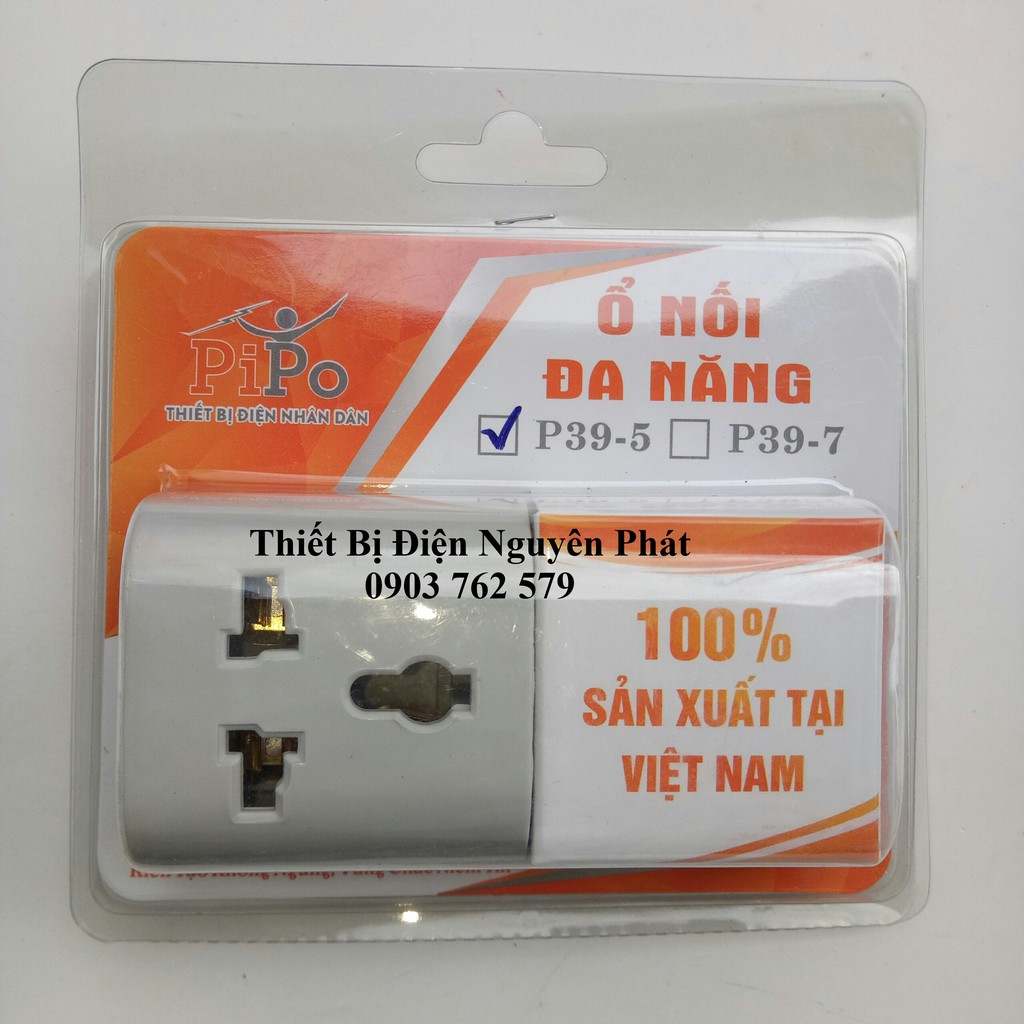 PiPo
THIẾT BỊ ĐIỆN NHÂN DÂN
Ổ NỐI
ĐA NĂNG
P39-5 P39-7
Thiết Bị Điện Nguyên Phát
0903 762 579
100%
SẢN XUẤT TẠI
VIỆT NAM